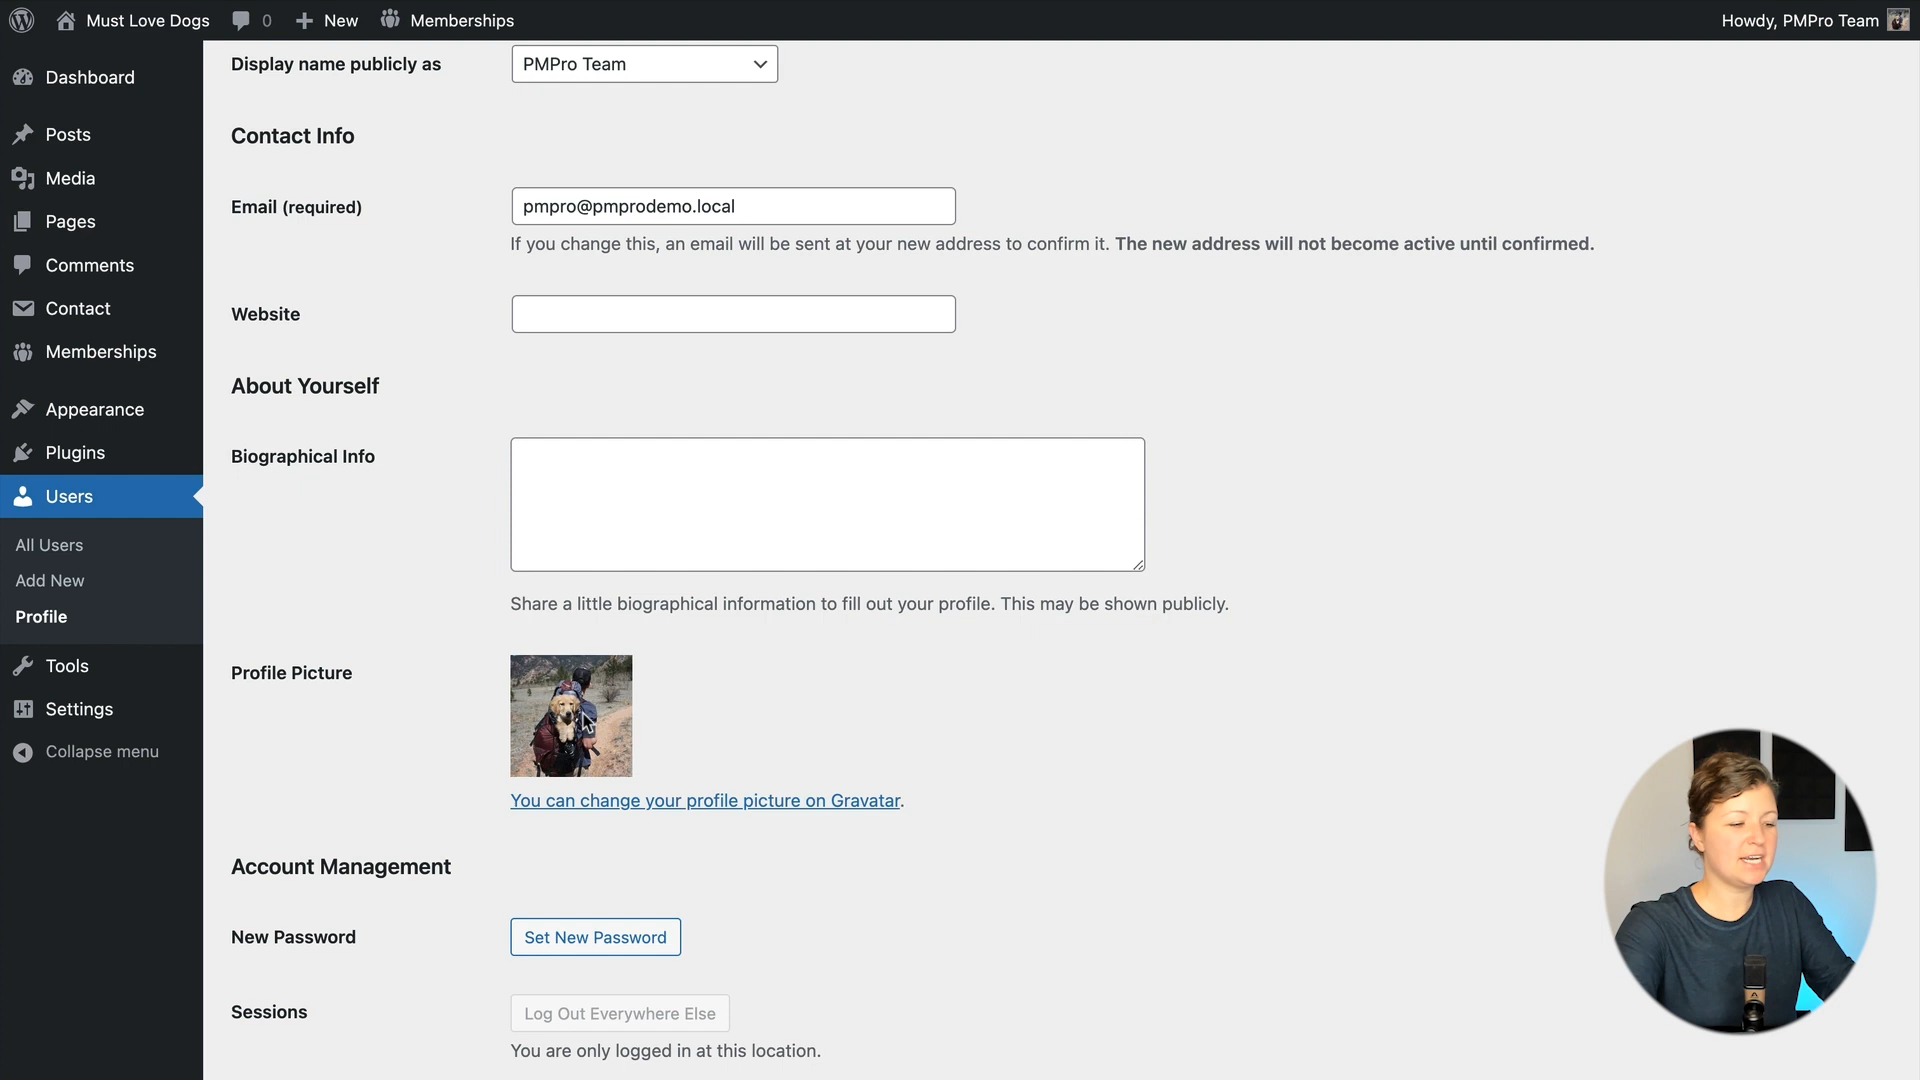 Must Love Dogs
0
New
Memberships
Howdy, PMPro Team
Dashboard
Posts
Media
Pages
Comments
Contact
Memberships
Appearance
Plugins
Users
All Users
Add New
Profile
Tools
Settings
Collapse menu
Display name publicly as
PMPro Team
Contact Info
Email (required)
pmpro@pmprodemo.local
If you change this, an email will be sent at your new address to confirm it. The new address will not become active until confirmed.
Website
About Yourself
Biographical Info
Share a little biographical information to fill out your profile. This may be shown publicly.
Profile Picture
You can change your profile picture on Gravatar.
Account Management
New Password
Set New Password
Sessions
Log Out Everywhere Else
You are only logged in at this location.